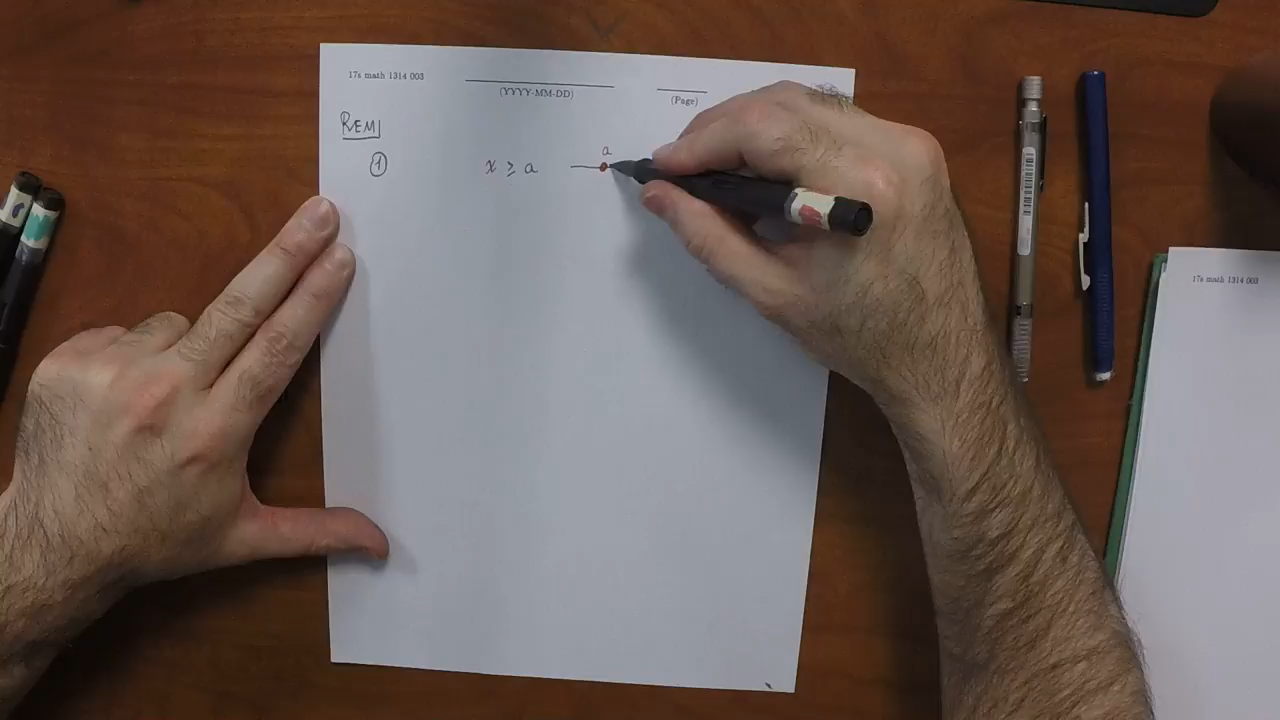 17s math 1314 003
(YYYY-MM-DD)
(Page)
REM
①
x ≥ a
a
17s math 1314 003